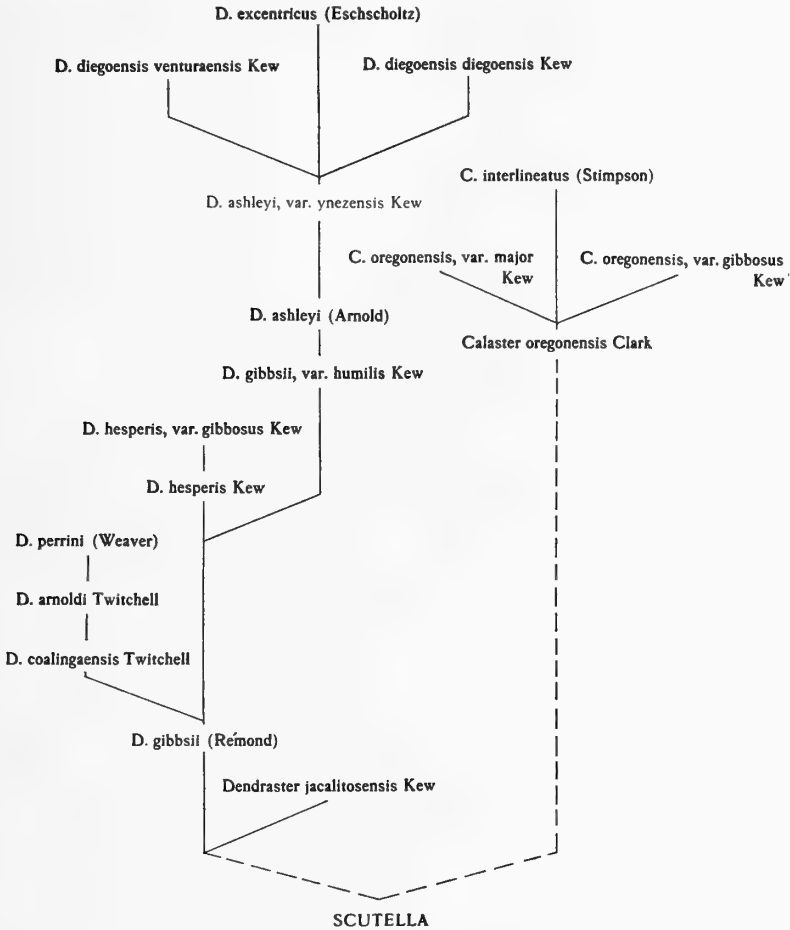 D. excentricus (Eschscholtz)
D. diegoensis venturaensis Kew
D. diegoensis diegoensis Kew
C. interlineatus (Stimpson)
D. ashleyi, var. ynezensis Kew
C. oregonensis, var. major
Kew
C. oregonensis, var. gibbosus
Kew
D. ashleyi (Arnold)
Calaster oregonensis Clark
D. gibbsii, var. humilis Kew
D. hesperis, var. gibbosus Kew
D. hesperis Kew
D. perrini (Weaver)
D. arnoldi Twitchell
D. coalingaensis Twitchell
D. gibbsii (Rémond)
Dendraster jacalitosensis Kew
SCUTELLA